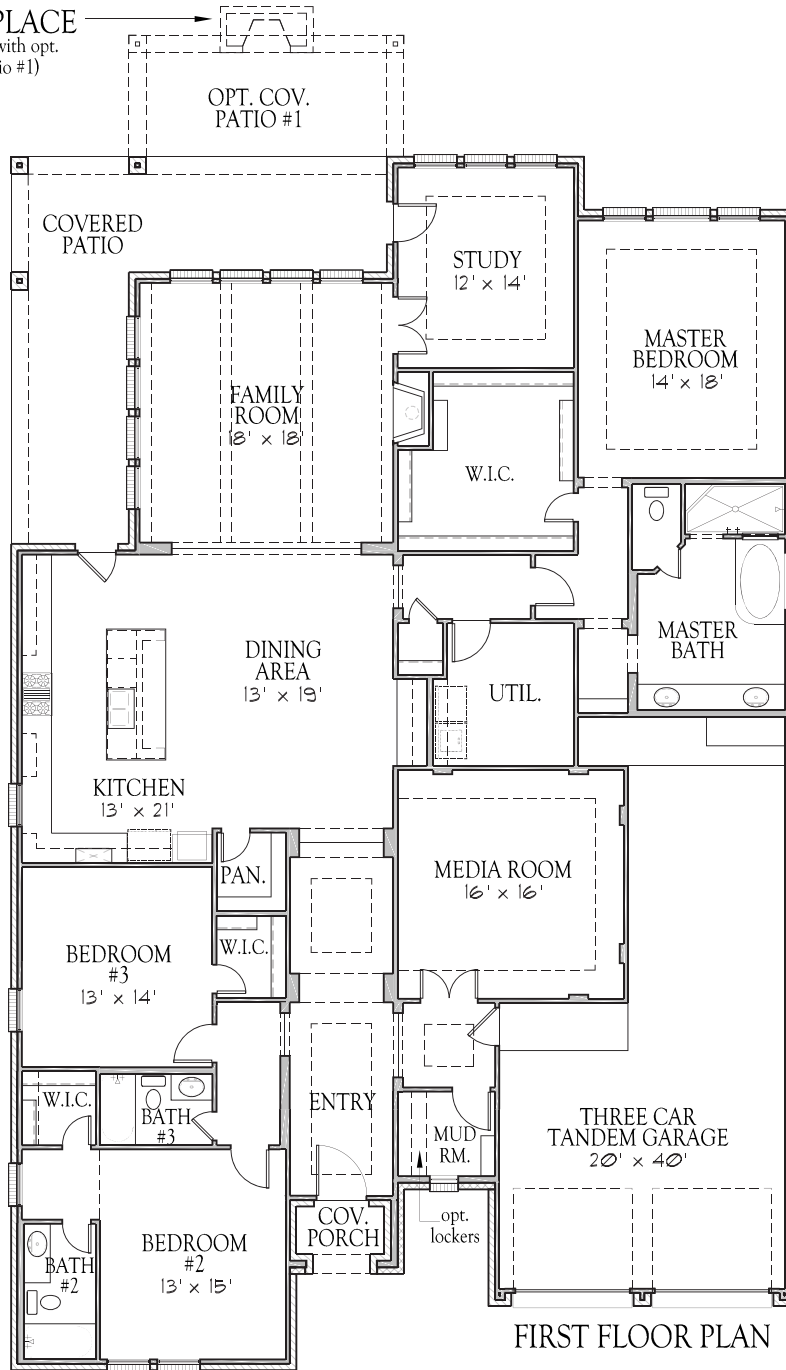 PLACE
with opt.
io #1)
OPT. COV.
PATIO #1
COVERED
PATIO
STUDY
12' x 14'
MASTER
BEDROOM
14' x 18'
FAMILY
ROOM
18' x 18'
W.I.C.
DINING
AREA
13' x 19'
MASTER
BATH
UTIL.
KITCHEN
13' x 21'
PAN.
MEDIA ROOM
16' x 16'
BEDROOM
#3
13' x 14'
W.I.C.
W.I.C.
BATH
#3
ENTRY
MUD
RM.
THREE CAR
TANDEM GARAGE
20' x 40'
opt.
lockers
COV.
PORCH
BEDROOM
#2
13' x 15'
BATH
#2
FIRST FLOOR PLAN